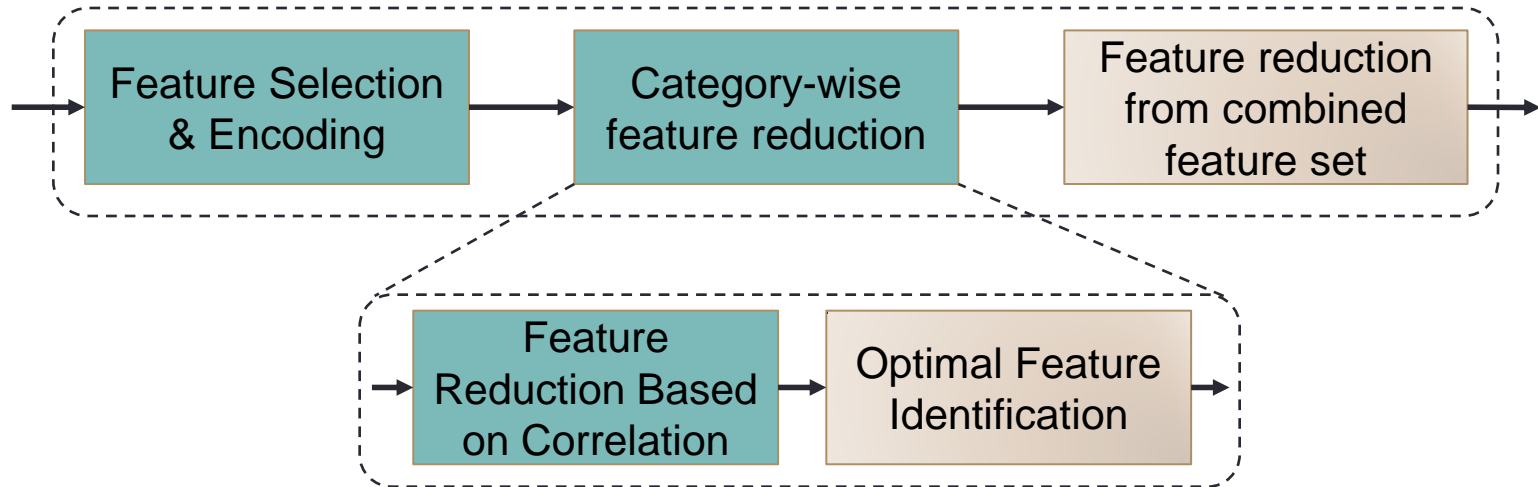 Feature Selection
& Encoding
Category-wise
feature reduction
Feature reduction
from combined
feature set
Feature
Reduction Based
on Correlation
Optimal Feature
Identification